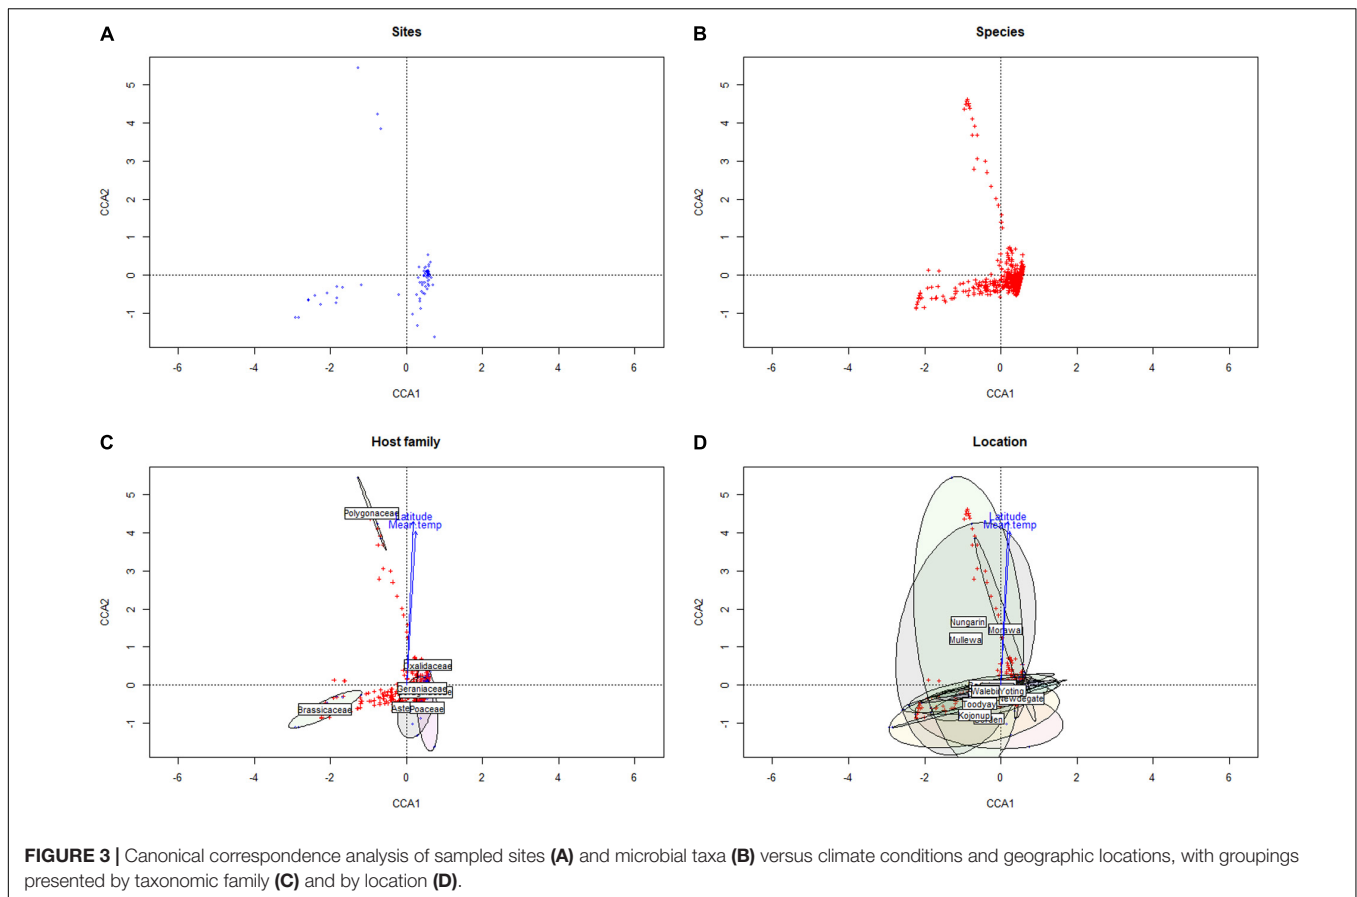 A
Sites
5
4
3
2
1
0
-1
CCA2
-6
-4
-2
0
2
4
6
CCA1
B
Species
5
4
3
2
1
0
-1
CCA2
-6
-4
-2
0
2
4
6
CCA1
C
Host family
5
4
3
2
1
0
-1
CCA2
Polygonaceae
Latitude
Mean temp
Oxalidaceae
Geraniaceae
Brassicaceae
Aste
Poaceae
-6
-4
-2
0
2
4
6
CCA1
D
Location
5
4
3
2
1
0
-1
CCA2
Latitude
Mean temp
Nungarin
Morawa
Mullewa
Walebin
Yoting
Newdegate
Toodyay
Kojonup
-6
-4
-2
0
2
4
6
CCA1
FIGURE 3 | Canonical correspondence analysis of sampled sites (A) and microbial taxa (B) versus climate conditions and geographic locations, with groupings
presented by taxonomic family (C) and by location (D).